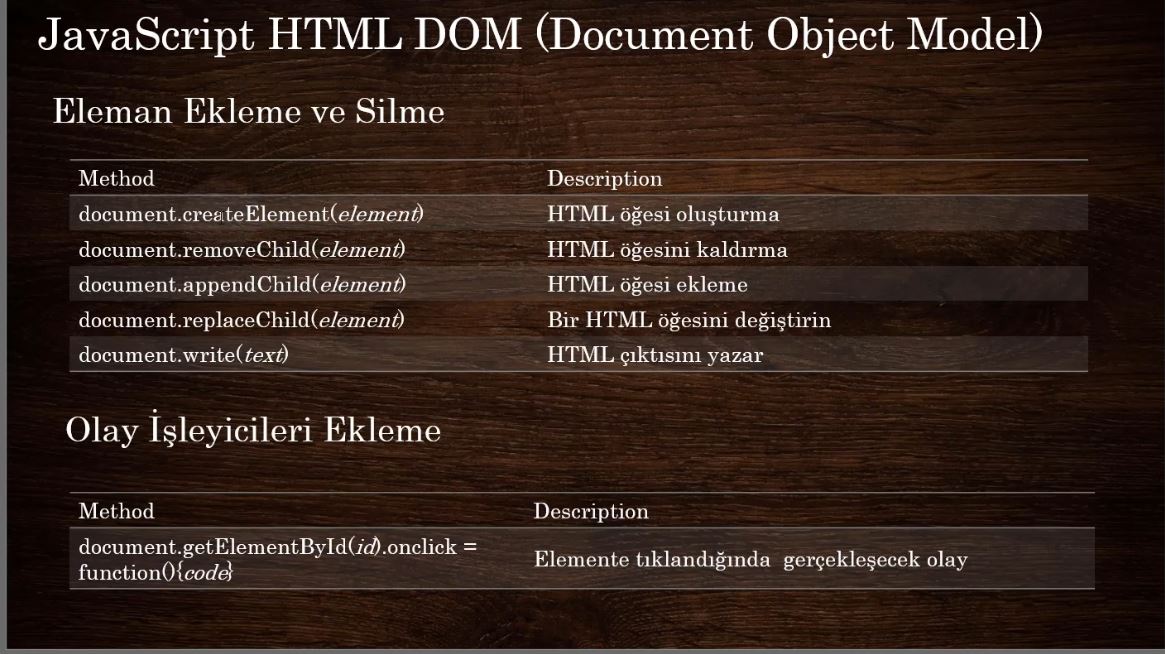 JavaScript HTML DOM (Document Object Model)
Eleman Ekleme ve Silme
Method Description
document.createElement(element) HTML öğesi oluşturma
document.removeChild(element) HTML öğesini kaldırma
document.appendChild(element) HTML öğesi ekleme
document.replaceChild(element) Bir HTML öğesini değiştirin
document.write(text) HTML çıktısını yazar
Olay İşleyicileri Ekleme
Method Description
document.getElementById(id).onclick =
function(){code}
Elemente tıklandığında gerçekleşecek olay